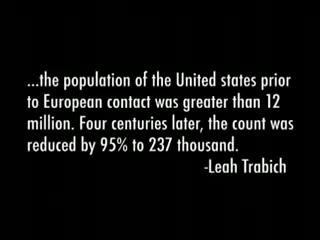 ...the population of the United states prior
to European contact was greater than 12
million. Four centuries later, the count was
reduced by 95% to 237 thousand.
-Leah Trabich